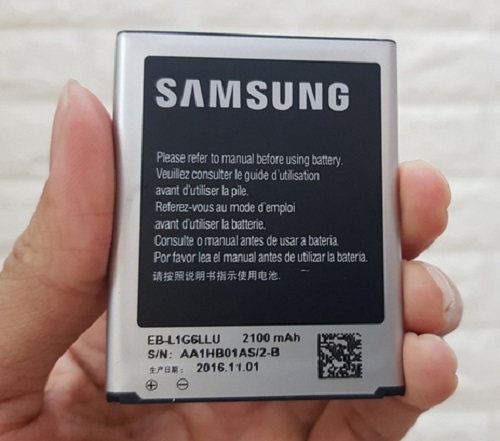 SAMSUNG
Please refer to manual before using battery.
Veuillez consulter le guide d'utilisation
avant d'utiliser la pile.
Referez-vous au mode d'emploi
avant d'utiliser la batterie.
Consulte o manual antes de usar a bateria.
Por favor lea el manual antes de utilizar la bateria.
请按照说明书指示使用电池.
EB-L1G6LLU 2100 mAh
S/N: AA1HB01AS/2-B
生产日期: 2016.11.01